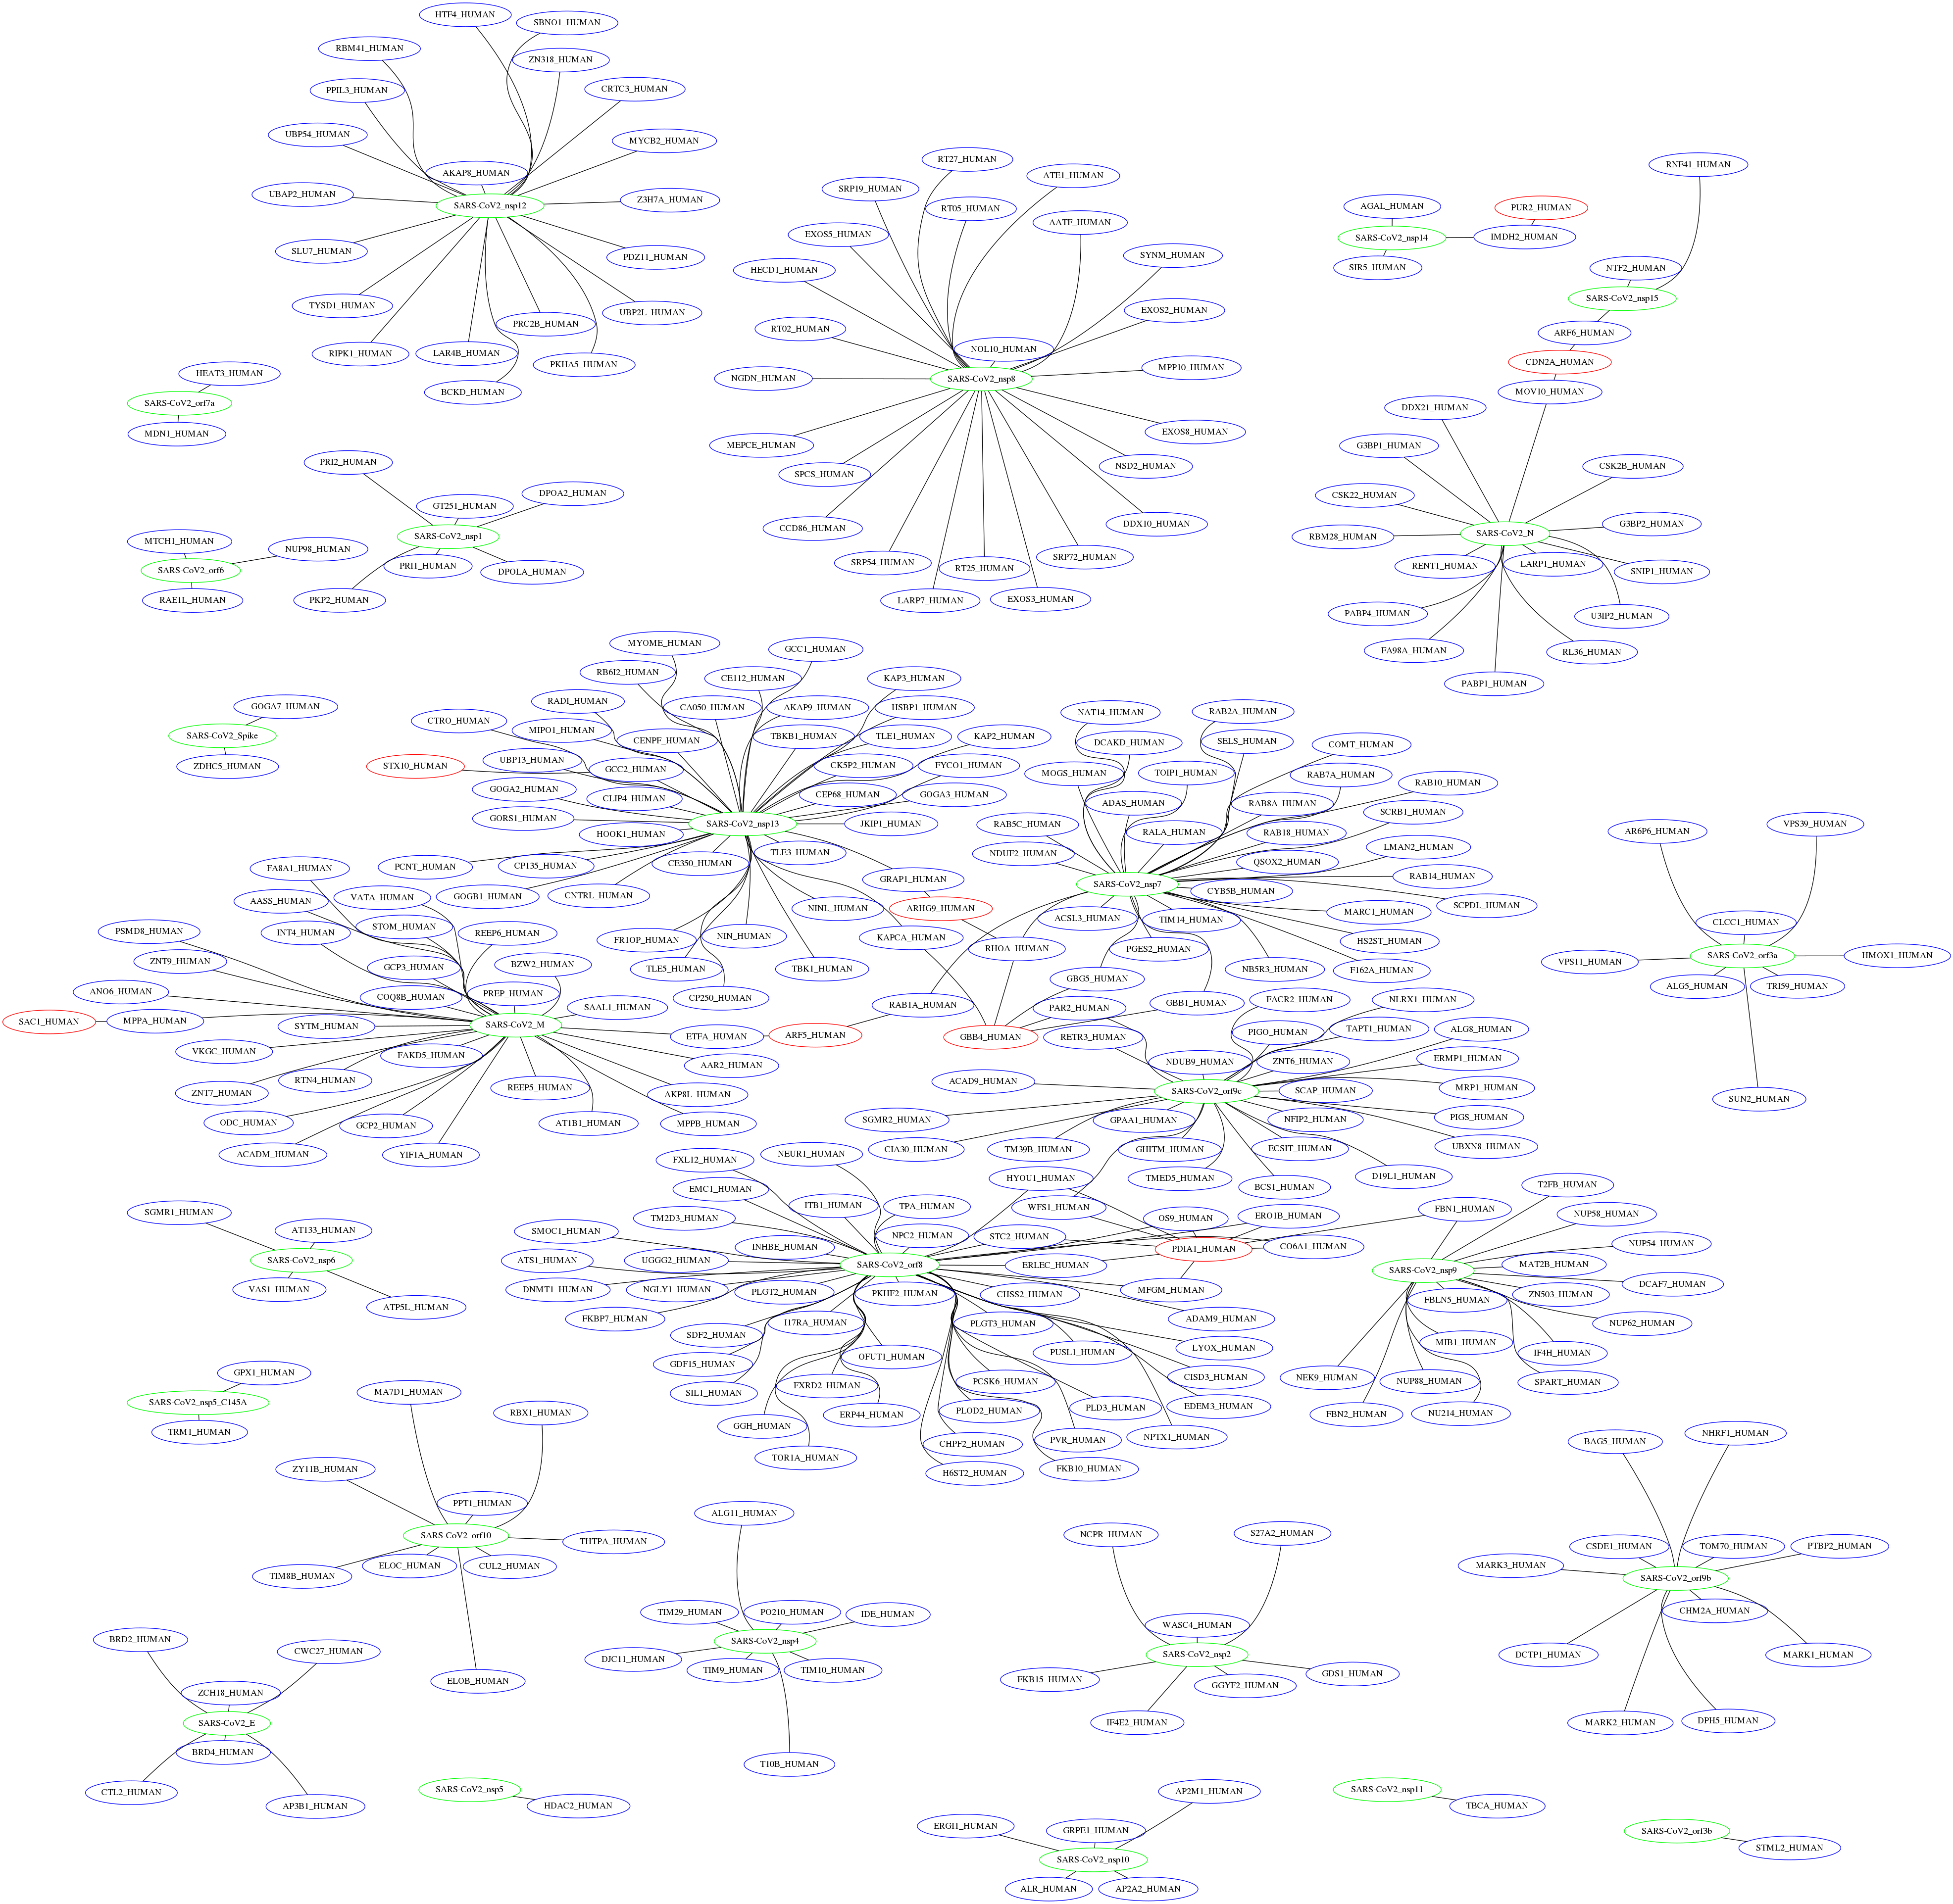 HTF4_HUMAN
SBNO1_HUMAN
RBM41_HUMAN
ZN318_HUMAN
PPIL3_HUMAN
CRTC3_HUMAN
UBP54_HUMAN
MYCB2_HUMAN
AKAP8_HUMAN
UBAP2_HUMAN
SARS-CoV2_nsp12
Z3H7A_HUMAN
SLU7_HUMAN
PDZ11_HUMAN
TYSD1_HUMAN
UBP2L_HUMAN
PRC2B_HUMAN
RIPK1_HUMAN
LAR4B_HUMAN
PKHA5_HUMAN
BCKD_HUMAN
RT27_HUMAN
ATE1_HUMAN
SRP19_HUMAN
RT05_HUMAN
AATF_HUMAN
EXOS5_HUMAN
SYNM_HUMAN
HECD1_HUMAN
EXOS2_HUMAN
RT02_HUMAN
NOL10_HUMAN
MPP10_HUMAN
NGDN_HUMAN
SARS-CoV2_nsp8
EXOS8_HUMAN
MEPCE_HUMAN
NSD2_HUMAN
SPCS_HUMAN
DDX10_HUMAN
CCD86_HUMAN
SRP72_HUMAN
SRP54_HUMAN
RT25_HUMAN
LARP7_HUMAN
EXOS3_HUMAN
RNF41_HUMAN
AGAL_HUMAN
PUR2_HUMAN
SARS-CoV2_nsp14
IMDH2_HUMAN
SIR5_HUMAN
NTF2_HUMAN
SARS-CoV2_nsp15
ARF6_HUMAN
CDN2A_HUMAN
MOV10_HUMAN
DDX21_HUMAN
G3BP1_HUMAN
CSK2B_HUMAN
CSK22_HUMAN
G3BP2_HUMAN
SARS-CoV2_N
RBM28_HUMAN
RENT1_HUMAN
LARP1_HUMAN
SNIP1_HUMAN
PABP4_HUMAN
U3IP2_HUMAN
FA98A_HUMAN
RL36_HUMAN
PABP1_HUMAN
HEAT3_HUMAN
SARS-CoV2_orf7a
MDN1_HUMAN
PRI2_HUMAN
DPOA2_HUMAN
GT251_HUMAN
SARS-CoV2_nsp1
PRI1_HUMAN
DPOLA_HUMAN
PKP2_HUMAN
MTCH1_HUMAN
NUP98_HUMAN
SARS-CoV2_orf6
RAE1L_HUMAN
GOGA7_HUMAN
SARS-CoV2_Spike
ZDHC5_HUMAN
MYOME_HUMAN
GCC1_HUMAN
RB6I2_HUMAN
CE112_HUMAN
KAP3_HUMAN
RADI_HUMAN
CA050_HUMAN
AKAP9_HUMAN
HSBP1_HUMAN
CTRO_HUMAN
MIPO1_HUMAN
CENPF_HUMAN
TBKB1_HUMAN
TLE1_HUMAN
KAP2_HUMAN
STX10_HUMAN
UBP13_HUMAN
GCC2_HUMAN
CK5P2_HUMAN
FYCO1_HUMAN
GOGA2_HUMAN
CLIP4_HUMAN
CEP68_HUMAN
GOGA3_HUMAN
GORS1_HUMAN
SARS-CoV2_nsp13
JKIP1_HUMAN
HOOK1_HUMAN
PCNT_HUMAN
CP135_HUMAN
CE350_HUMAN
TLE3_HUMAN
GOGB1_HUMAN
CNTRL_HUMAN
GRAP1_HUMAN
ARHG9_HUMAN
NINL_HUMAN
FR1OP_HUMAN
NIN_HUMAN
KAPCA_HUMAN
RHOA_HUMAN
TLE5_HUMAN
TBK1_HUMAN
CP250_HUMAN
RAB1A_HUMAN
NAT14_HUMAN
RAB2A_HUMAN
DCAKD_HUMAN
SELS_HUMAN
COMT_HUMAN
MOGS_HUMAN
TOIP1_HUMAN
RAB7A_HUMAN
RAB10_HUMAN
ADAS_HUMAN
RAB8A_HUMAN
SCRB1_HUMAN
RAB5C_HUMAN
RALA_HUMAN
RAB18_HUMAN
NDUF2_HUMAN
QSOX2_HUMAN
LMAN2_HUMAN
SARS-CoV2_nsp7
CYB5B_HUMAN
RAB14_HUMAN
ACSL3_HUMAN
TIM14_HUMAN
MARC1_HUMAN
SCPDL_HUMAN
PGES2_HUMAN
HS2ST_HUMAN
NB5R3_HUMAN
F162A_HUMAN
GBG5_HUMAN
GBB1_HUMAN
PAR2_HUMAN
GBB4_HUMAN
AR6P6_HUMAN
VPS39_HUMAN
CLCC1_HUMAN
VPS11_HUMAN
SARS-CoV2_orf3a
HMOX1_HUMAN
ALG5_HUMAN
TRI59_HUMAN
SUN2_HUMAN
FA8A1_HUMAN
AASS_HUMAN
VATA_HUMAN
PSMD8_HUMAN
INT4_HUMAN
STOM_HUMAN
REEP6_HUMAN
ZNT9_HUMAN
GCP3_HUMAN
BZW2_HUMAN
ANO6_HUMAN
COQ8B_HUMAN
PREP_HUMAN
SAAL1_HUMAN
SAC1_HUMAN
MPPA_HUMAN
SYTM_HUMAN
SARS-CoV2_M
ETFA_HUMAN
ARF5_HUMAN
VKGC_HUMAN
FAKD5_HUMAN
AAR2_HUMAN
ZNT7_HUMAN
RTN4_HUMAN
REEP5_HUMAN
AKP8L_HUMAN
ODC_HUMAN
GCP2_HUMAN
AT1B1_HUMAN
MPPB_HUMAN
ACADM_HUMAN
YIF1A_HUMAN
FACR2_HUMAN
NLRX1_HUMAN
RETR3_HUMAN
PIGO_HUMAN
TAPT1_HUMAN
ALG8_HUMAN
NDUB9_HUMAN
ZNT6_HUMAN
ERMP1_HUMAN
ACAD9_HUMAN
SARS-CoV2_orf9c
SCAP_HUMAN
MRP1_HUMAN
SGMR2_HUMAN
GPAA1_HUMAN
NFIP2_HUMAN
PIGS_HUMAN
CIA30_HUMAN
TM39B_HUMAN
GHITM_HUMAN
ECSIT_HUMAN
UBXN8_HUMAN
TMED5_HUMAN
BCS1_HUMAN
D19L1_HUMAN
NEUR1_HUMAN
FXL12_HUMAN
HYOU1_HUMAN
EMC1_HUMAN
ITB1_HUMAN
TPA_HUMAN
WFS1_HUMAN
OS9_HUMAN
ERO1B_HUMAN
FBN1_HUMAN
TM2D3_HUMAN
SMOC1_HUMAN
NPC2_HUMAN
STC2_HUMAN
INHBE_HUMAN
PDIA1_HUMAN
CO6A1_HUMAN
ATS1_HUMAN
UGGG2_HUMAN
SARS-CoV2_orf8
ERLEC_HUMAN
DNMT1_HUMAN
NGLY1_HUMAN
PLGT2_HUMAN
PKHF2_HUMAN
CHSS2_HUMAN
MFGM_HUMAN
FKBP7_HUMAN
I17RA_HUMAN
PLGT3_HUMAN
ADAM9_HUMAN
SDF2_HUMAN
OFUT1_HUMAN
PUSL1_HUMAN
LYOX_HUMAN
GDF15_HUMAN
SIL1_HUMAN
FXRD2_HUMAN
PCSK6_HUMAN
CISD3_HUMAN
GGH_HUMAN
ERP44_HUMAN
PLOD2_HUMAN
PLD3_HUMAN
EDEM3_HUMAN
TOR1A_HUMAN
CHPF2_HUMAN
PVR_HUMAN
NPTX1_HUMAN
H6ST2_HUMAN
FKB10_HUMAN
T2FB_HUMAN
NUP58_HUMAN
NUP54_HUMAN
MAT2B_HUMAN
SARS-CoV2_nsp9
DCAF7_HUMAN
ZN503_HUMAN
FBLN5_HUMAN
NUP62_HUMAN
MIB1_HUMAN
IF4H_HUMAN
NEK9_HUMAN
NUP88_HUMAN
SPART_HUMAN
FBN2_HUMAN
NU214_HUMAN
SGMR1_HUMAN
AT133_HUMAN
SARS-CoV2_nsp6
VAS1_HUMAN
ATP5L_HUMAN
GPX1_HUMAN
SARS-CoV2_nsp5_C145A
TRM1_HUMAN
MA7D1_HUMAN
RBX1_HUMAN
ZY11B_HUMAN
PPT1_HUMAN
SARS-CoV2_orf10
THTPA_HUMAN
TIM8B_HUMAN
ELOC_HUMAN
CUL2_HUMAN
ELOB_HUMAN
ALG11_HUMAN
TIM29_HUMAN
PO210_HUMAN
IDE_HUMAN
SARS-CoV2_nsp4
DJC11_HUMAN
TIM9_HUMAN
TIM10_HUMAN
T10B_HUMAN
NCPR_HUMAN
S27A2_HUMAN
WASC4_HUMAN
SARS-CoV2_nsp2
FKB15_HUMAN
GGYF2_HUMAN
GDS1_HUMAN
IF4E2_HUMAN
BAG5_HUMAN
NHRF1_HUMAN
CSDE1_HUMAN
TOM70_HUMAN
PTBP2_HUMAN
MARK3_HUMAN
SARS-CoV2_orf9b
CHM2A_HUMAN
DCTP1_HUMAN
MARK1_HUMAN
MARK2_HUMAN
DPH5_HUMAN
BRD2_HUMAN
CWC27_HUMAN
ZCH18_HUMAN
SARS-CoV2_E
BRD4_HUMAN
CTL2_HUMAN
AP3B1_HUMAN
SARS-CoV2_nsp5
HDAC2_HUMAN
AP2M1_HUMAN
ERGI1_HUMAN
GRPE1_HUMAN
SARS-CoV2_nsp10
ALR_HUMAN
AP2A2_HUMAN
SARS-CoV2_nsp11
TBCA_HUMAN
SARS-CoV2_orf3b
STML2_HUMAN